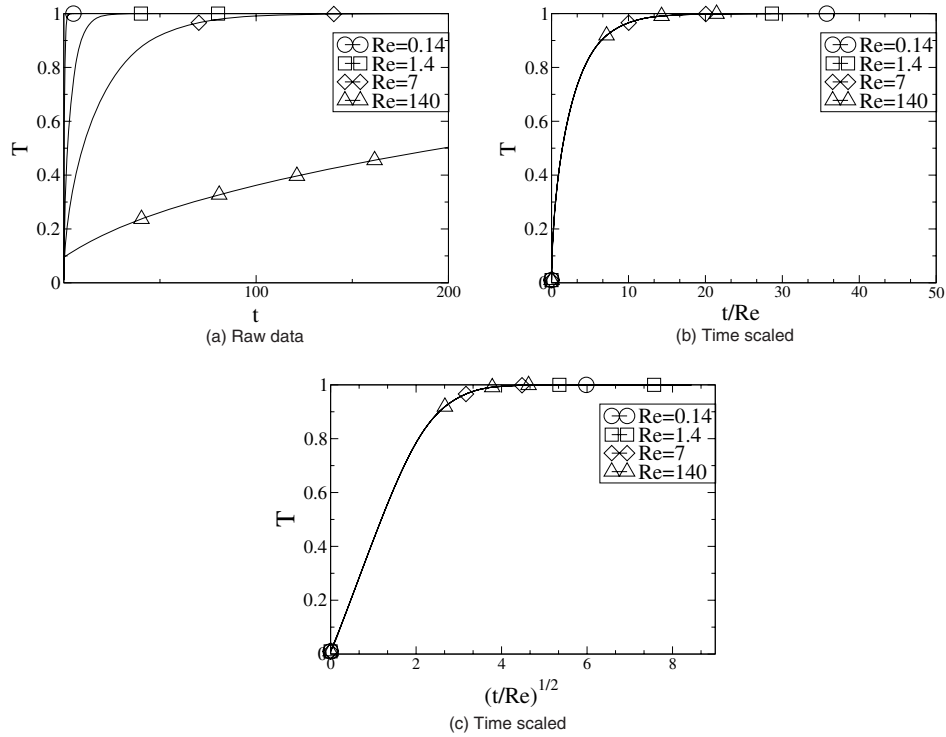 1
0.8
0.6
0.4
0.2
0
T
100
200
t
Re=0.14
Re=1.4
Re=7
Re=140
(a) Raw data
1
0.8
0.6
0.4
0.2
0
T
0
10
20
30
40
50
t/Re
Re=0.14
Re=1.4
Re=7
Re=140
(b) Time scaled
1
0.8
0.6
0.4
0.2
0
T
0
2
4
6
8
(t/Re)^1/2
Re=0.14
Re=1.4
Re=7
Re=140
(c) Time scaled